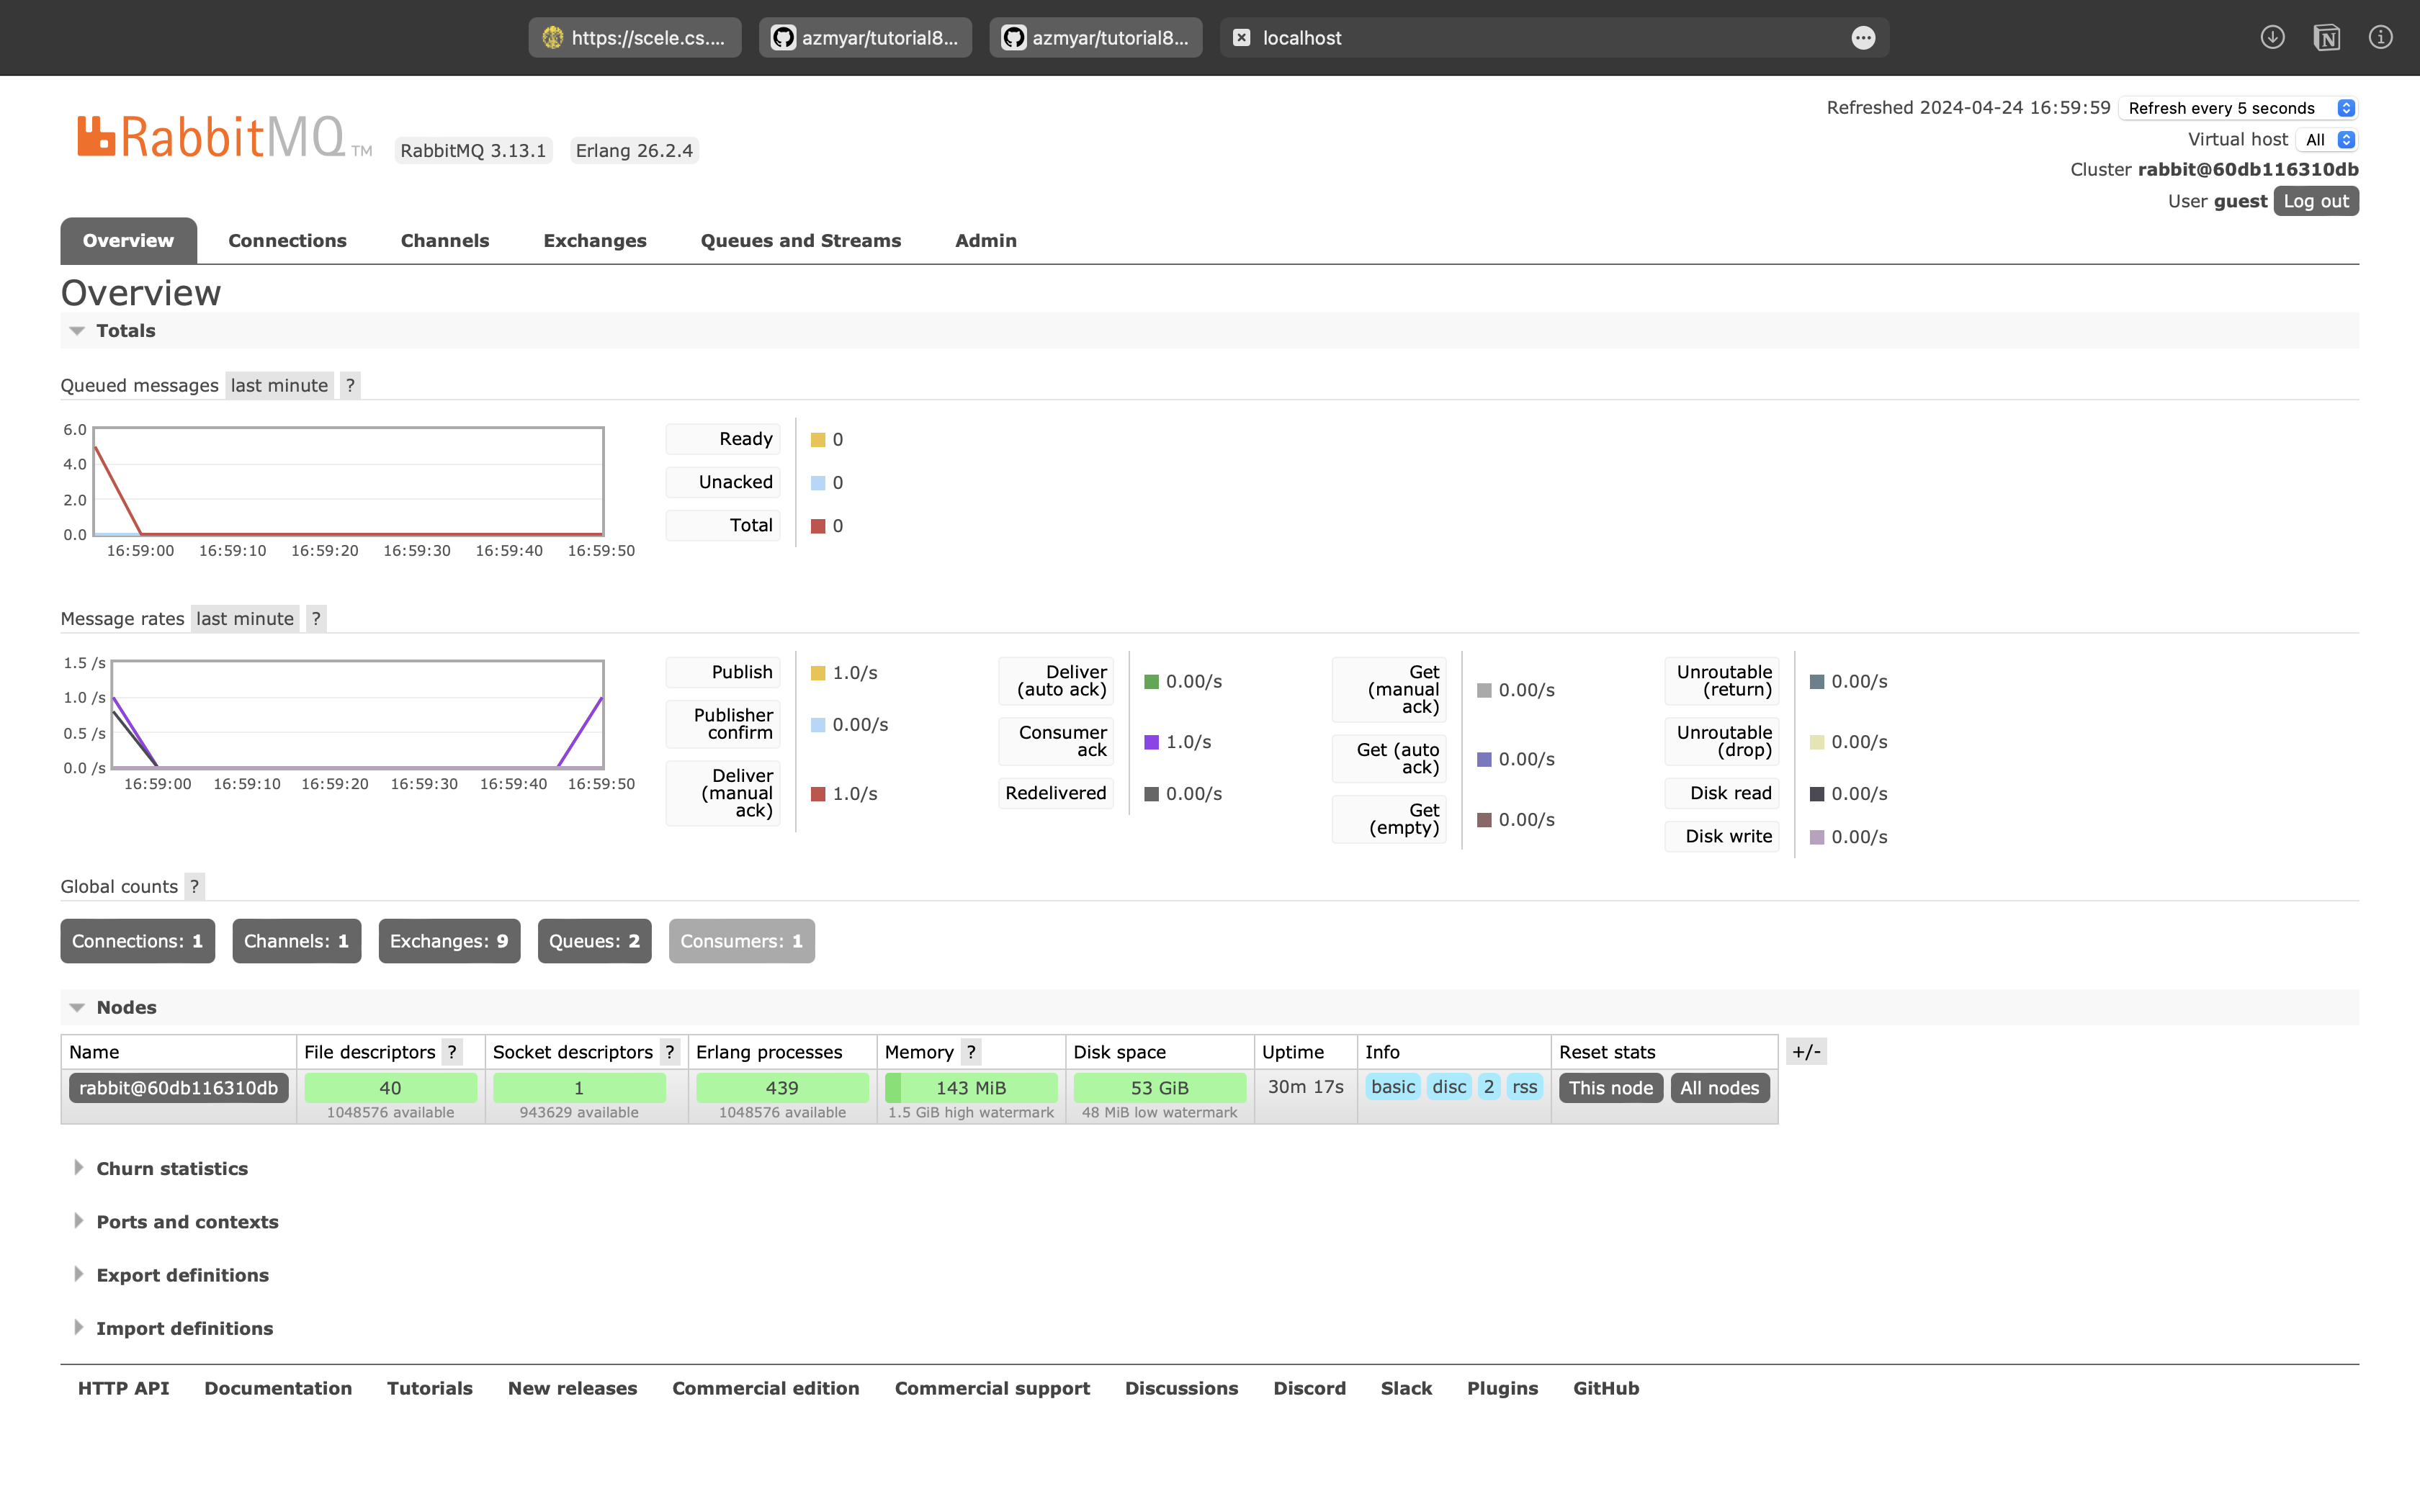 https://scele.cs.... azmyar/tutorial8... azmyar/tutorial8... localhost
RabbitMQ TM RabbitMQ 3.13.1 Erlang 26.2.4
Refreshed 2024-04-24 16:59:59 Refresh every 5 seconds
Virtual host All
Cluster rabbit@60db116310db
User guest Log out
Overview Connections Channels Exchanges Queues and Streams Admin
Overview
Totals
Queued messages last minute ?
6.0
4.0
2.0
0.0
16:59:00 16:59:10 16:59:20 16:59:30 16:59:40 16:59:50
Ready 0
Unacked 0
Total 0
Message rates last minute ?
1.5 /s
1.0 /s
0.5 /s
0.0 /s
16:59:00 16:59:10 16:59:20 16:59:30 16:59:40 16:59:50
Publish 1.0/s
Publisher
confirm 0.00/s
Deliver
(manual
ack) 1.0/s
Deliver
(auto ack) 0.00/s
Consumer
ack 1.0/s
Redelivered 0.00/s
Get
(manual
ack) 0.00/s
Get (auto
ack) 0.00/s
Get
(empty) 0.00/s
Unroutable
(return) 0.00/s
Unroutable
(drop) 0.00/s
Disk read 0.00/s
Disk write 0.00/s
Global counts ?
Connections: 1 Channels: 1 Exchanges: 9 Queues: 2 Consumers: 1
Nodes
Name File descriptors ? Socket descriptors ? Erlang processes Memory ? Disk space Uptime Info Reset stats +/-
rabbit@60db116310db 40 1 439 143 MiB 53 GiB 30m 17s basic disc 2 rss This node All nodes
1048576 available 943629 available 1048576 available 1.5 GiB high watermark 48 MiB low watermark
Churn statistics
Ports and contexts
Export definitions
Import definitions
HTTP API Documentation Tutorials New releases Commercial edition Commercial support Discussions Discord Slack Plugins GitHub